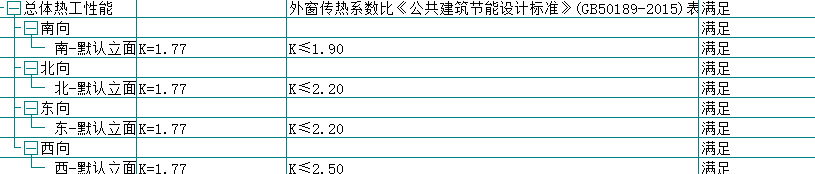 总体热工性能 外窗传热系数比《公共建筑节能设计标准》(GB50189-2015)表 满足
南向 满足
南-默认立面 K=1.77 K≤1.90 满足
北向 满足
北-默认立面 K=1.77 K≤2.20 满足
东向 满足
东-默认立面 K=1.77 K≤2.20 满足
西向 满足
西-默认立面 K=1.77 K≤2.50 满足